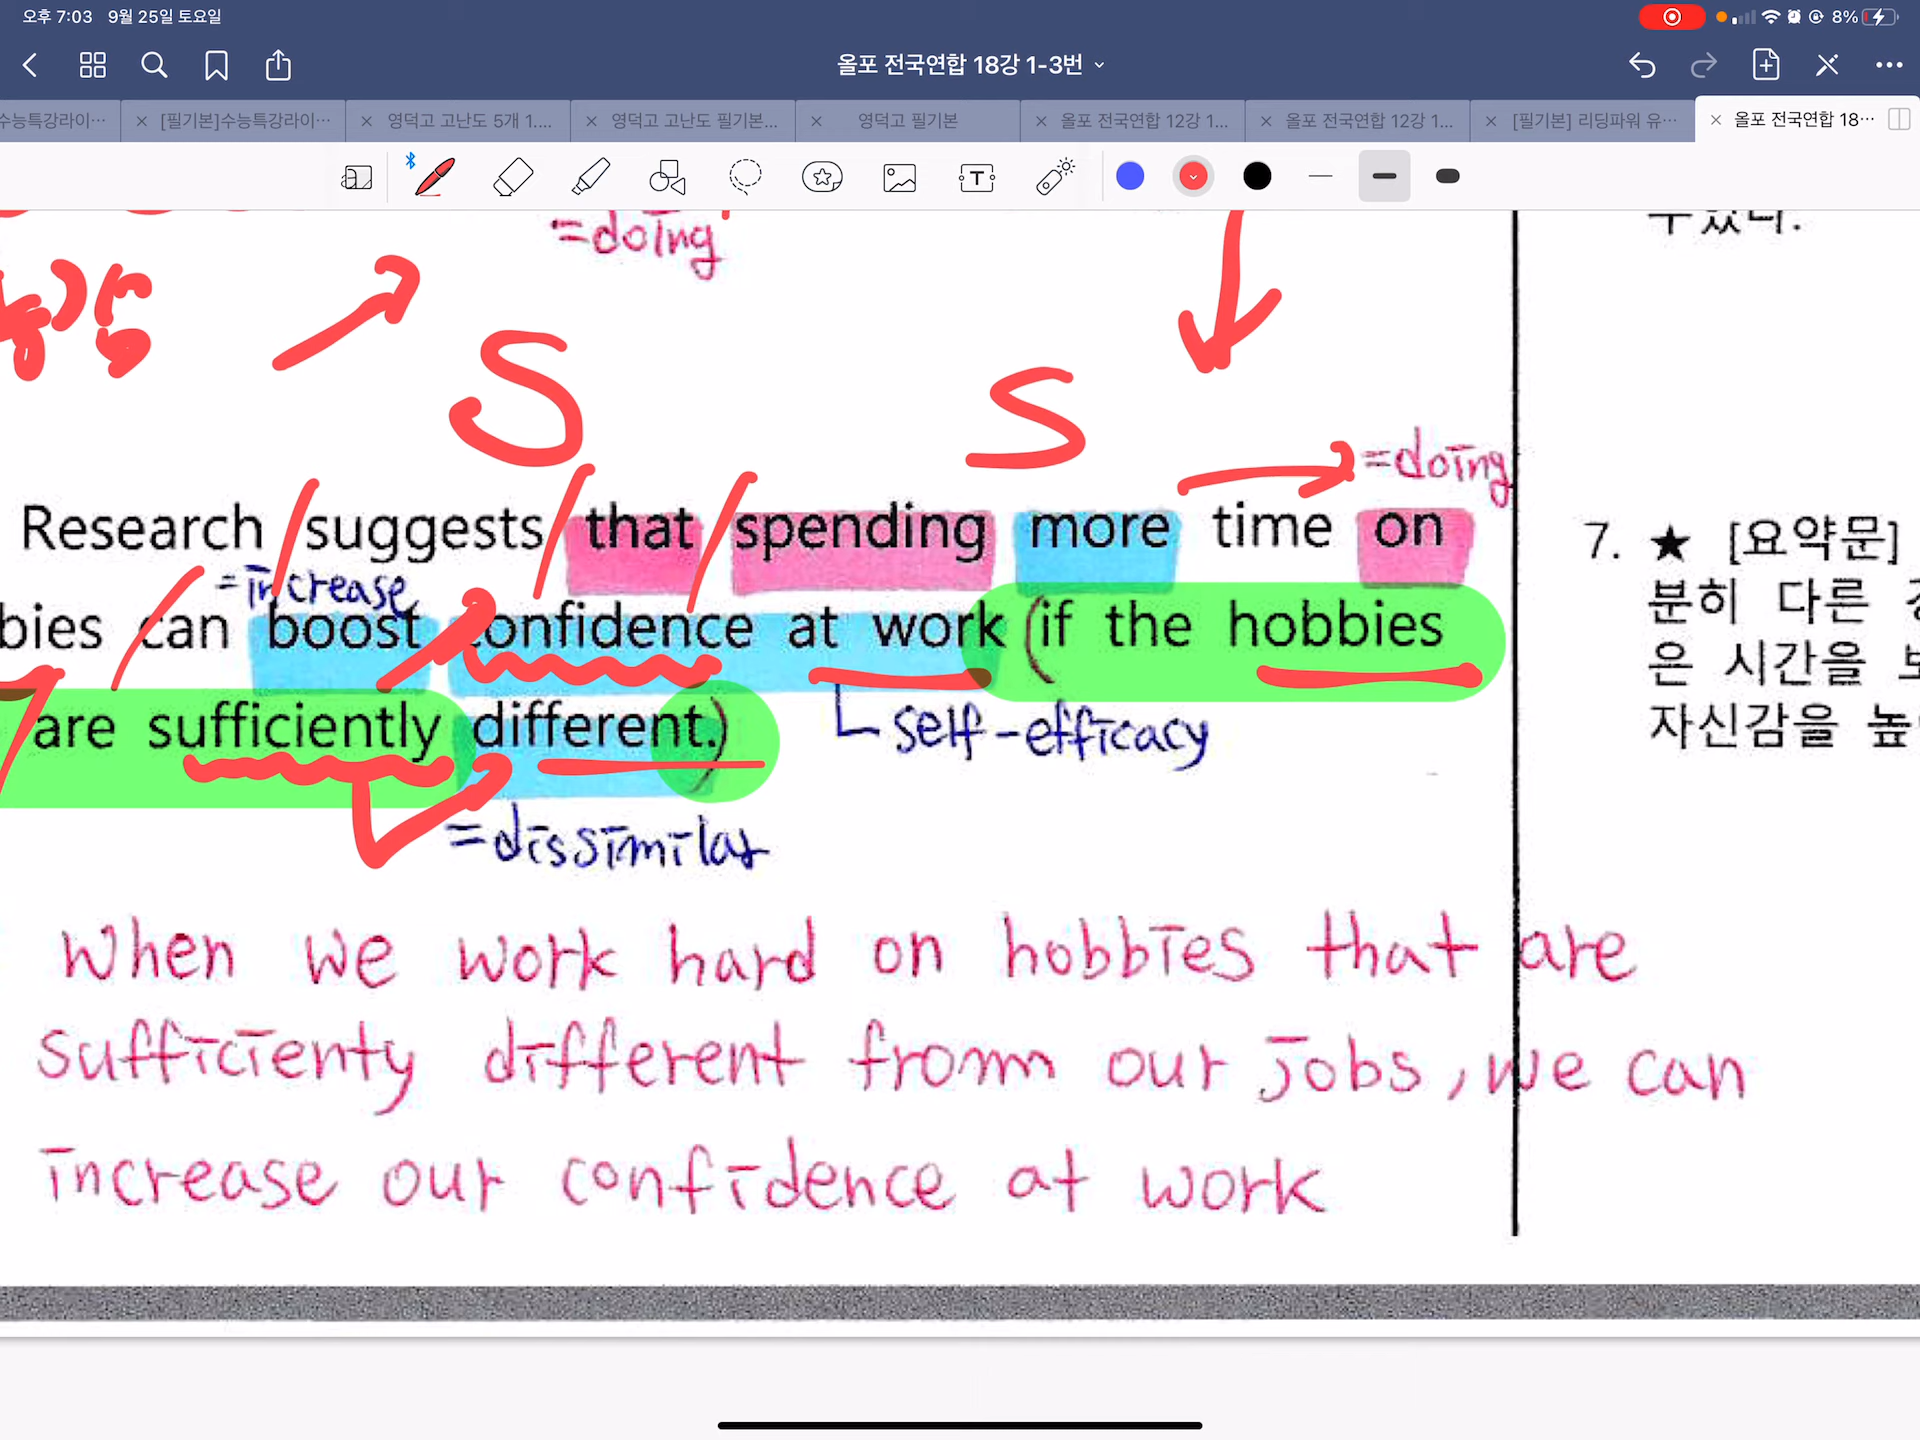 오후 7:03 9월 25일 토요일
8%
올포 전국연합 18강 1-3번
수능특강라이…
[필기본]수능특강라이…
영덕고 고난도 5개 1....
영덕고 고난도 필기본...
영덕고 필기본
올포 전국연합 12강 1...
올포 전국연합 12강 1...
[필기본] 리딩파워 유…
올포 전국연합 18…
=doing
수있다.
S S
=doing
Research suggests that spending more time on
=increase
bies can boost confidence at work (if the hobbies
are sufficiently different.)
self-efficacy
=dissimilar
When we work hard on hobbies that are
sufficienty different from our jobs, we can
increase our confidence at work
7. ★ [요약문]
분히 다른
은 시간을
자신감을 높